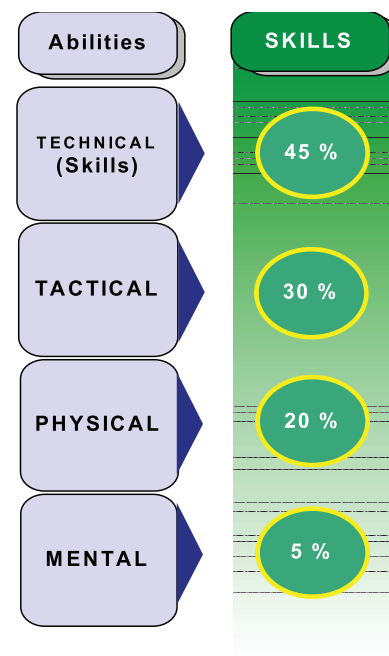 Abilities
SKILLS
TECHNICAL
(Skills)
45 %
TACTICAL
30 %
PHYSICAL
20 %
MENTAL
5 %